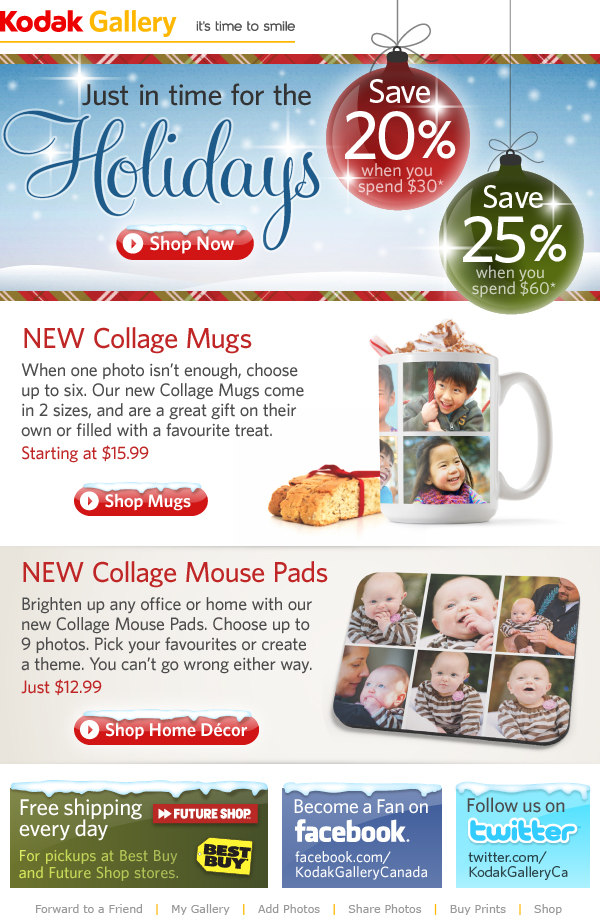 Kodak Gallery it's time to smile
Just in time for the
Holidays
Shop Now
Save
20%
when you
spend $30*
Save
25%
when you
spend $60*
NEW Collage Mugs
When one photo isn't enough, choose
up to six. Our new Collage Mugs come
in 2 sizes, and are a great gift on their
own or filled with a favourite treat.
Starting at $15.99
Shop Mugs
NEW Collage Mouse Pads
Brighten up any office or home with our
new Collage Mouse Pads. Choose up to
9 photos. Pick your favourites or create
a theme. You can't go wrong either way.
Just $12.99
Shop Home Décor
Free shipping
every day
FUTURE SHOP
For pickups at Best Buy
and Future Shop stores.
BEST
BUY
Become a Fan on
facebook.
facebook.com/
KodakGalleryCanada
Follow us on
twitter
twitter.com/
KodakGalleryCa
Forward to a Friend | My Gallery | Add Photos | Share Photos | Buy Prints | Shop